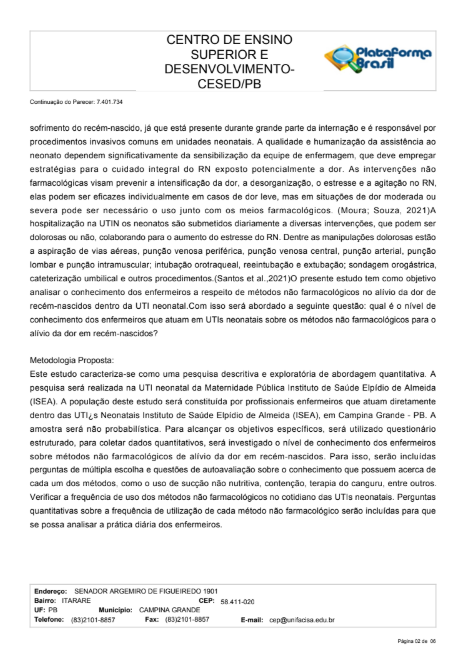 CENTRO DE ENSINO
SUPERIOR E
DESENVOLVIMENTO-
CESED/PB
Plataforma
Brasil
Continuação do Parecer: 7.401.734
sofrimento do recém-nascido, já que está presente durante grande parte da internação e é responsável por
procedimentos invasivos comuns em unidades neonatais. A qualidade e humanização da assistência ao
neonato dependem significativamente da sensibilização da equipe de enfermagem, que deve empregar
estratégias para o cuidado integral do RN exposto potencialmente a dor. As intervenções não
farmacológicas visam prevenir a intensificação da dor, a desorganização, o estresse e a agitação no RN,
elas podem ser eficazes individualmente em casos de dor leve, mas em situações de dor moderada ou
severa pode ser necessário o uso junto com os meios farmacológicos. (Moura; Souza, 2021)A
hospitalização na UTIN os neonatos são submetidos diariamente a diversas intervenções, que podem ser
dolorosas ou não, colaborando para o aumento do estresse do RN. Dentre as manipulações dolorosas estão
a aspiração de vias aéreas, punção venosa periférica, punção venosa central, punção arterial, punção
lombar e punção intramuscular; intubação orotraqueal, reeintubação e extubação; sondagem orogástrica,
cateterização umbilical e outros procedimentos.(Santos et al.,2021)O presente estudo tem como objetivo
analisar o conhecimento dos enfermeiros a respeito de métodos não farmacológicos no alívio da dor de
recém-nascidos dentro da UTI neonatal.Com isso será abordado a seguinte questão: qual é o nível de
conhecimento dos enfermeiros que atuam em UTIs neonatais sobre os métodos não farmacológicos para o
alívio da dor em recém-nascidos?
Metodologia Proposta:
Este estudo caracteriza-se como uma pesquisa descritiva e exploratória de abordagem quantitativa. A
pesquisa será realizada na UTI neonatal da Maternidade Pública Instituto de Saúde Elpídio de Almeida
(ISEA). A população deste estudo será constituída por profissionais enfermeiros que atuam diretamente
dentro das UTI¿s Neonatais Instituto de Saúde Elpídio de Almeida (ISEA), em Campina Grande - PB. A
amostra será não probabilística. Para alcançar os objetivos específicos, será utilizado questionário
estruturado, para coletar dados quantitativos, será investigado o nível de conhecimento dos enfermeiros
sobre métodos não farmacológicos de alívio da dor em recém-nascidos. Para isso, serão incluídas
perguntas de múltipla escolha e questões de autoavaliação sobre o conhecimento que possuem acerca de
cada um dos métodos, como o uso de sucção não nutritiva, contenção, terapia do canguru, entre outros.
Verificar a frequência de uso dos métodos não farmacológicos no cotidiano das UTIs neonatais. Perguntas
quantitativas sobre a frequência de utilização de cada método não farmacológico serão incluídas para que
se possa analisar a prática diária dos enfermeiros.
Endereço: SENADOR ARGEMIRO DE FIGUEIREDO 1901
Bairro: ITARARE CEP: 58.411-020
UF: PB Município: CAMPINA GRANDE
Telefone: (83)2101-8857 Fax: (83)2101-8857 E-mail: cep@unifacisa.edu.br
Página 02 de 06